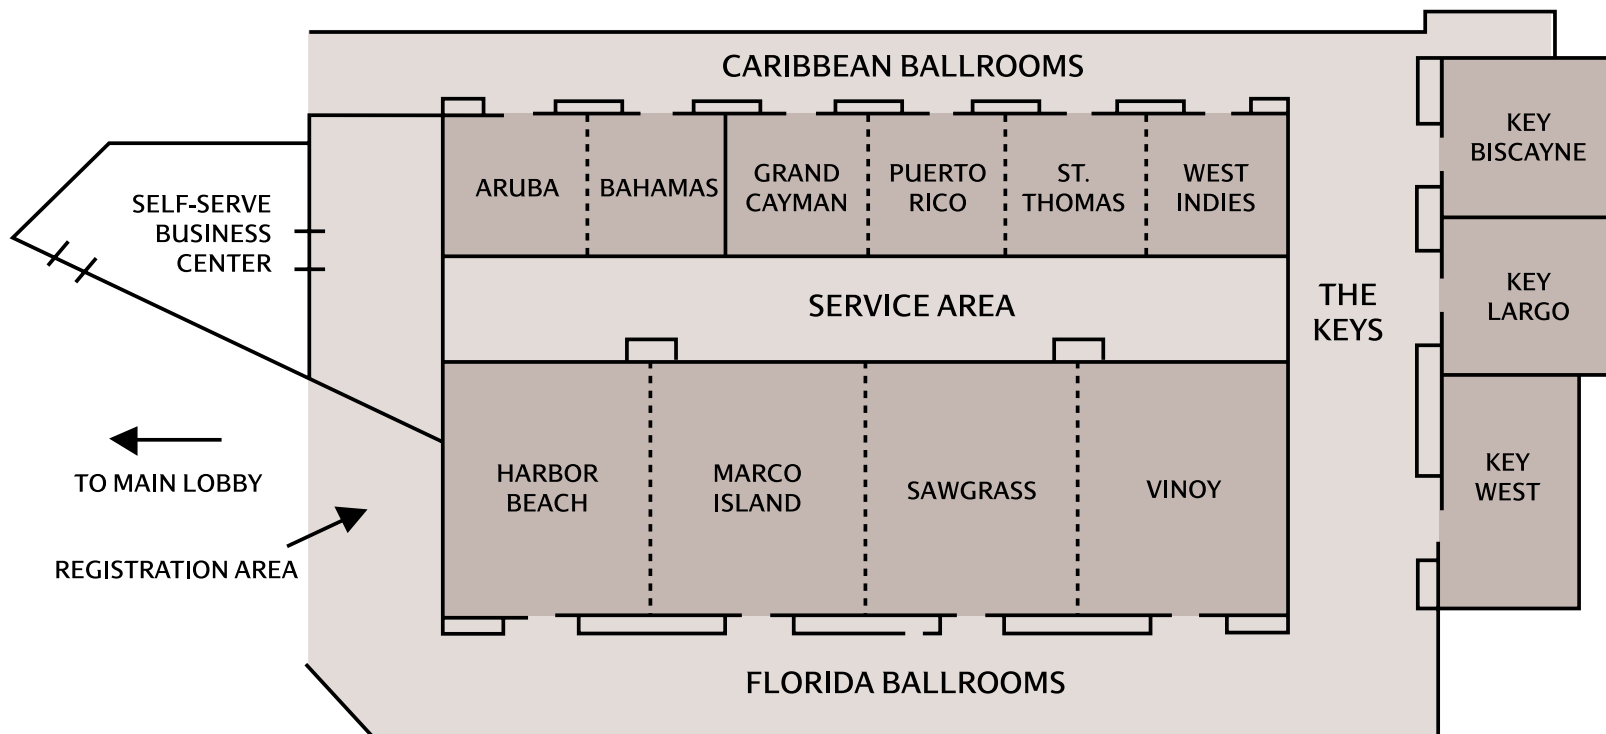 CARIBBEAN BALLROOMS
ARUBA
BAHAMAS
GRAND
CAYMAN
PUERTO
RICO
ST.
THOMAS
WEST
INDIES
KEY
BISCAYNE
SELF-SERVE
BUSINESS
CENTER
SERVICE AREA
THE
KEYS
KEY
LARGO
TO MAIN LOBBY
REGISTRATION AREA
HARBOR
BEACH
MARCO
ISLAND
SAWGRASS
VINOY
KEY
WEST
FLORIDA BALLROOMS